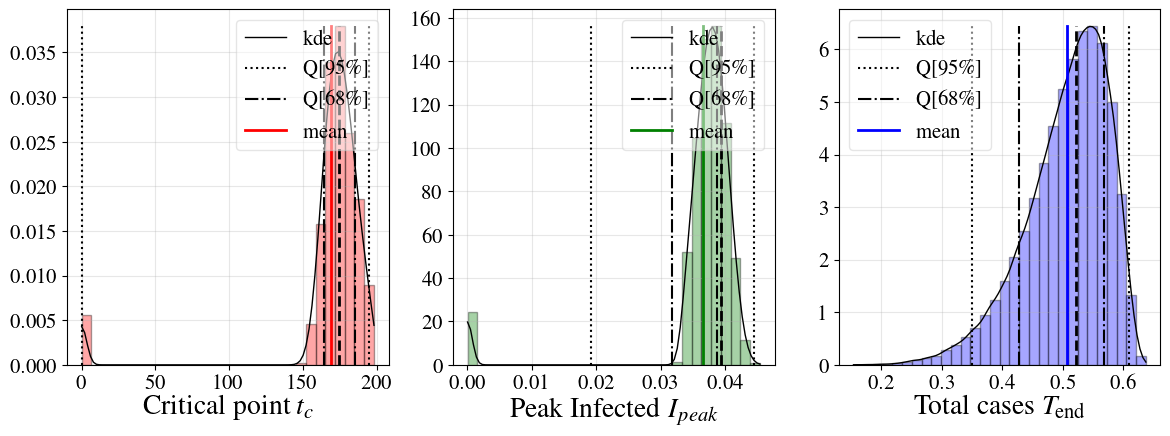 0.035
0.030
0.025
0.020
0.015
0.010
0.005
0.000
0
50
100
150
200
kde
Q[95%]
Q[68%]
mean
Critical point t_c
160
140
120
100
80
60
40
20
0
0.00
0.01
0.02
0.03
0.04
kde
Q[95%]
Q[68%]
mean
Peak Infected I_peak
6
5
4
3
2
1
0
0.2
0.3
0.4
0.5
0.6
kde
Q[95%]
Q[68%]
mean
Total cases T_end